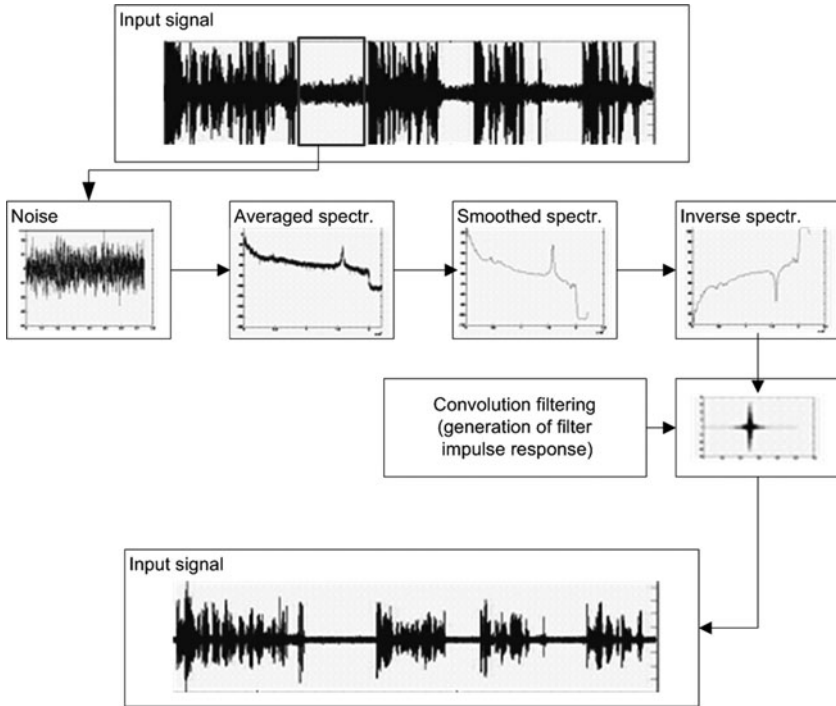 Input signal
Noise
Averaged spectr.
Smoothed spectr.
Inverse spectr.
Convolution filtering
(generation of filter
impulse response)
Input signal